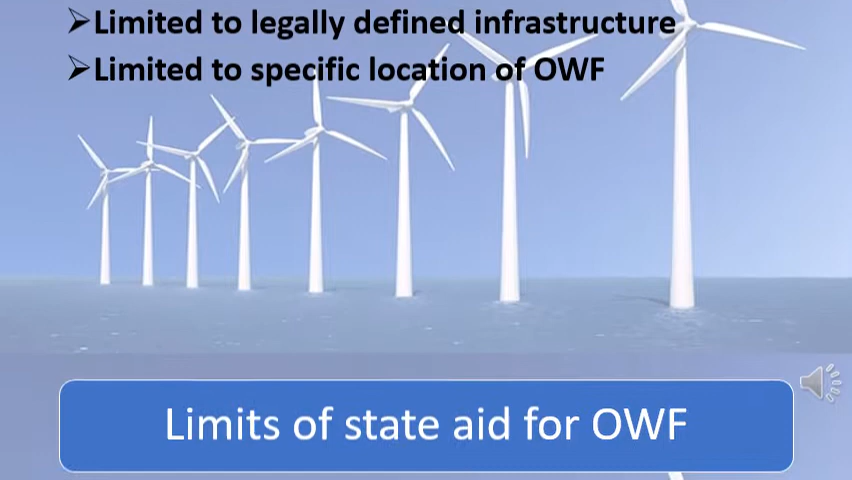 ➢Limited to legally defined infrastructure
➢Limited to specific location of OWF
Limits of state aid for OWF